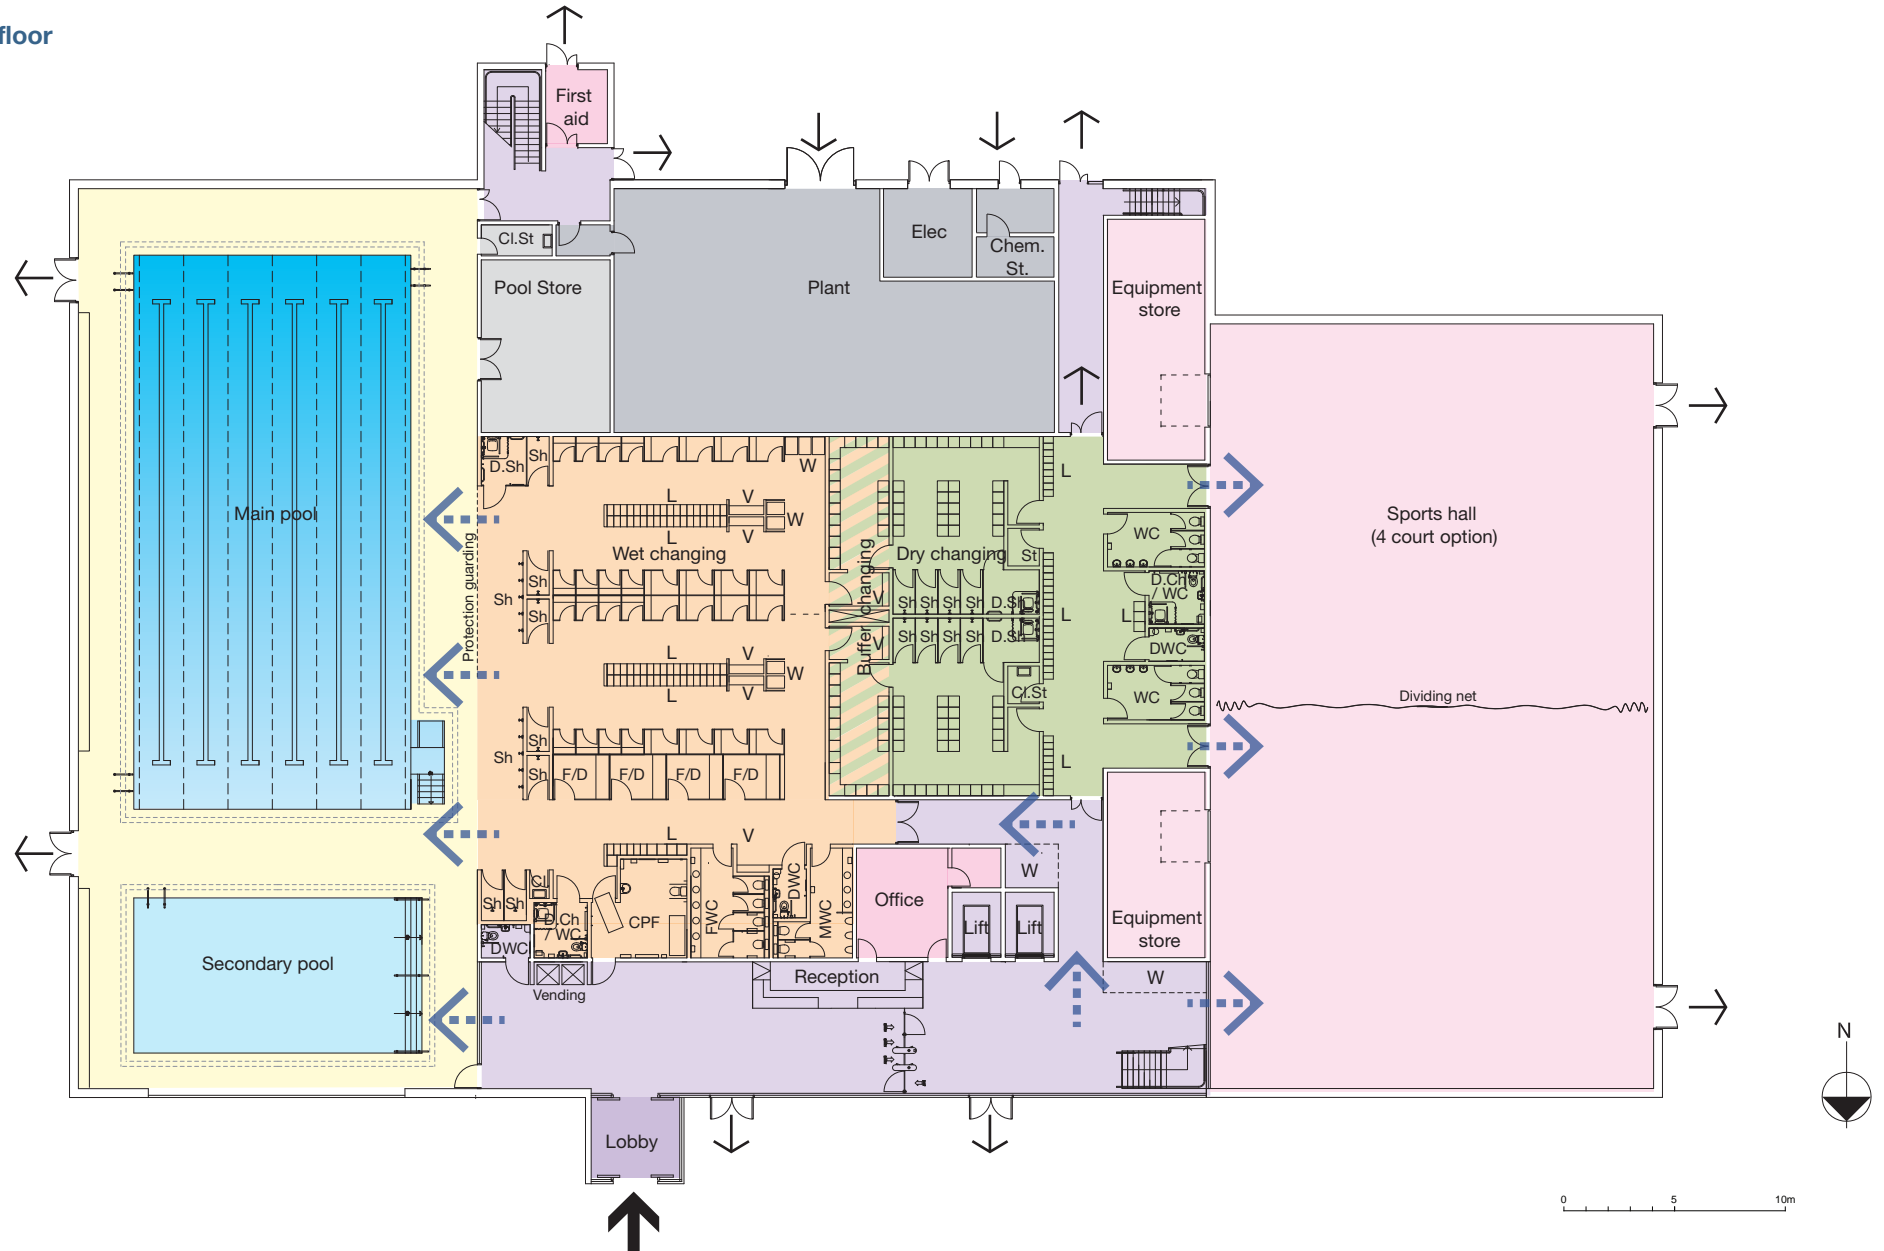 floor
First
aid
Cl.St
Pool Store
Plant
Elec
Chem.
St.
Equipment
store
Main pool
Protection guarding
D.Sh
Sh
W
L
V
W
L
V
Wet changing
Sh
Sh
Sh
L
V
W
L
V
Sh
Sh
Sh
F/D
F/D
F/D
F/D
L
V
Buffer changing
V
V
Dry changing
St
Sh
Sh
Sh
Sh
D.Sh
Sh
Sh
Sh
Sh
D.Sh
Cl.St
L
L
L
L
WC
D.Ch
/ WC
DWC
WC
Sports hall
(4 court option)
Dividing net
Secondary pool
Sh
Sh
DWC
D.Ch
/ WC
CPF
FWC
DWC
MWC
Office
W
Lift
Lift
Equipment
store
W
Vending
Reception
Lobby
N
0
5
10m